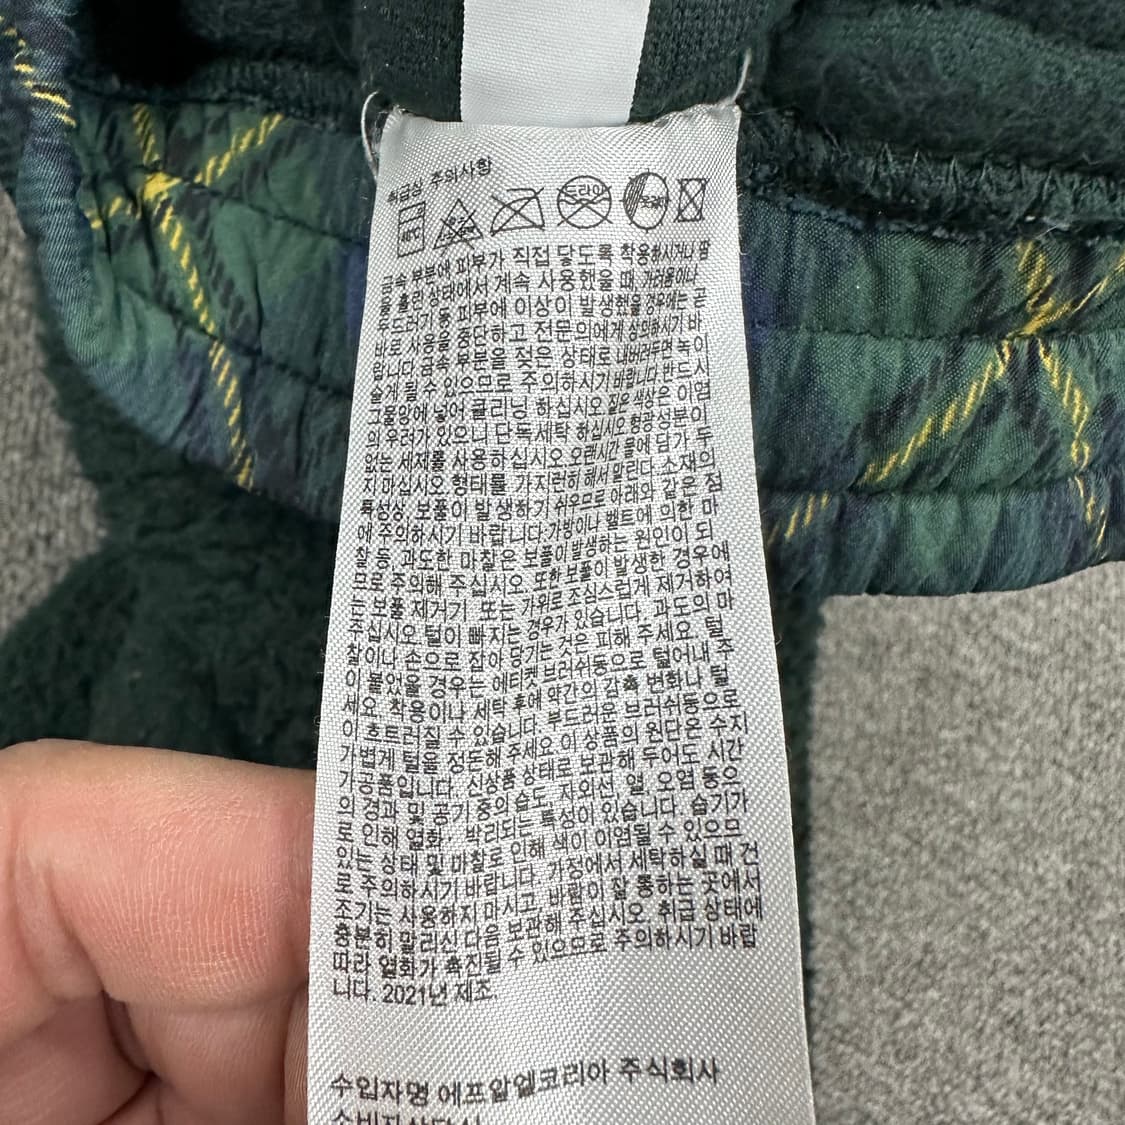 취급상 주의사항
40℃
드라이
금속 부분에 피부가 직접 닿도록 착용하시거나 땀
을 흘린 상태에서 계속 사용했을 때, 가려움이나
두드러기 등 피부에 이상이 발생했을 경우에는 곧
바로 사용을 중단하고 전문의에게 상의하시기 바
랍니다 금속 부분을 젖은 상태로 내버려두면 녹이
슬게 될 수 있으므로 주의하시기 바랍니다 반드시
그물망에 넣어 클리닝 하십시오 짙은 색상은 이염
의 우려가 있으니 단독세탁 하십시오 형광성분이
없는 세제를 사용하십시오 오랜시간 물에 담가 두
지마십시오 형태를 가지런히 해서 말린다. 소재의
특성상 보풀이 발생하기 쉬우므로 아래와 같은 점
에 주의하시기 바랍니다·가방이나 벨트에 의한 마
찰 등, 과도한 마찰은 보풀이 발생하는 원인이 되
므로 주의해 주십시오. 또한 보풀이 발생한 경우에
는 보풀 제거기 또는 가위로 조심스럽게 제거하여
주십시오 털이 빠지는 경우가 있습니다. 과도의 마
찰이나 손으로 잡아 당기는 것은 피해 주세요. 털
이 붙었을 경우는 에티켓 브러쉬등으로 털어내 주
세요 착용이나 세탁 후에 약간의 감촉 변화나 털
이 흐트러질 수 있습니다. 부드러운 브러쉬등으로
가볍게 털을 정돈해 주세요 이 상품의 원단은 수지
가공품입니다. 신상품 상태로 보관해 두어도 시간
의 경과 및 공기 중의 습도, 자외선, 열, 오염 등으
로 인해 열화, 박리되는 특성이 있습니다. 습기가
있는 상태 및 마찰로 인해 색이 이염될 수 있으므
로 주의하시기 바랍니다. 가정에서 세탁하실 때 건
조기는 사용하지 마시고, 바람이 잘 통하는 곳에서
충분히 말리신 다음 보관해 주십시오. 취급 상태에
따라 열화가 촉진될 수 있으므로 주의하시기 바랍
니다. 2021년 제조.
수입자명 에프알엘코리아 주식회사
소비자상담실